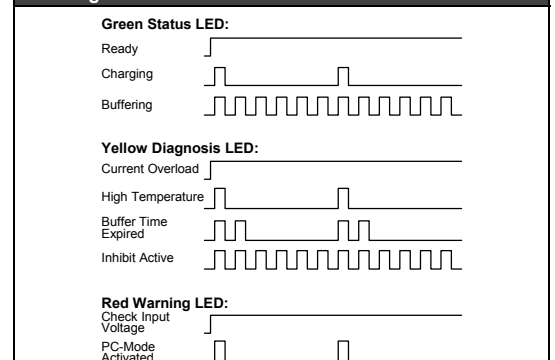 Green Status LED:
Ready
Charging
Buffering
Yellow Diagnosis LED:
Current Overload
High Temperature
Buffer Time
Expired
Inhibit Active
Red Warning LED:
Check Input
Voltage
PC-Mode
Activated